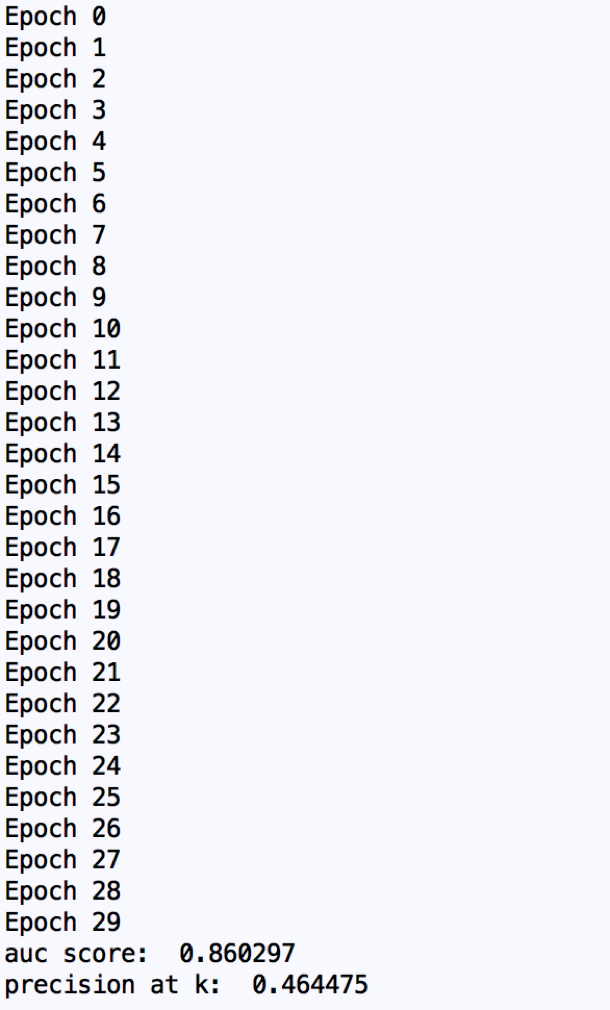 Epoch 0
Epoch 1
Epoch 2
Epoch 3
Epoch 4
Epoch 5
Epoch 6
Epoch 7
Epoch 8
Epoch 9
Epoch 10
Epoch 11
Epoch 12
Epoch 13
Epoch 14
Epoch 15
Epoch 16
Epoch 17
Epoch 18
Epoch 19
Epoch 20
Epoch 21
Epoch 22
Epoch 23
Epoch 24
Epoch 25
Epoch 26
Epoch 27
Epoch 28
Epoch 29
auc score:  0.860297
precision at k:  0.464475